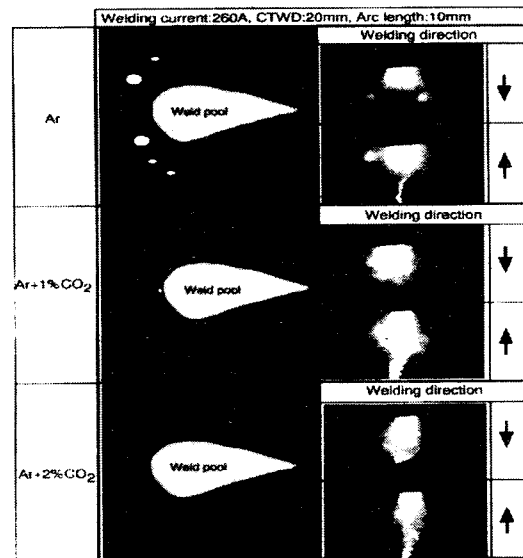 Welding current:260A, CTWD:20mm, Arc length:10mm
Welding direction
Ar
Weld pool
Welding direction
Ar+1%CO₂
Weld pool
Welding direction
Ar+2%CO₂
Weld pool